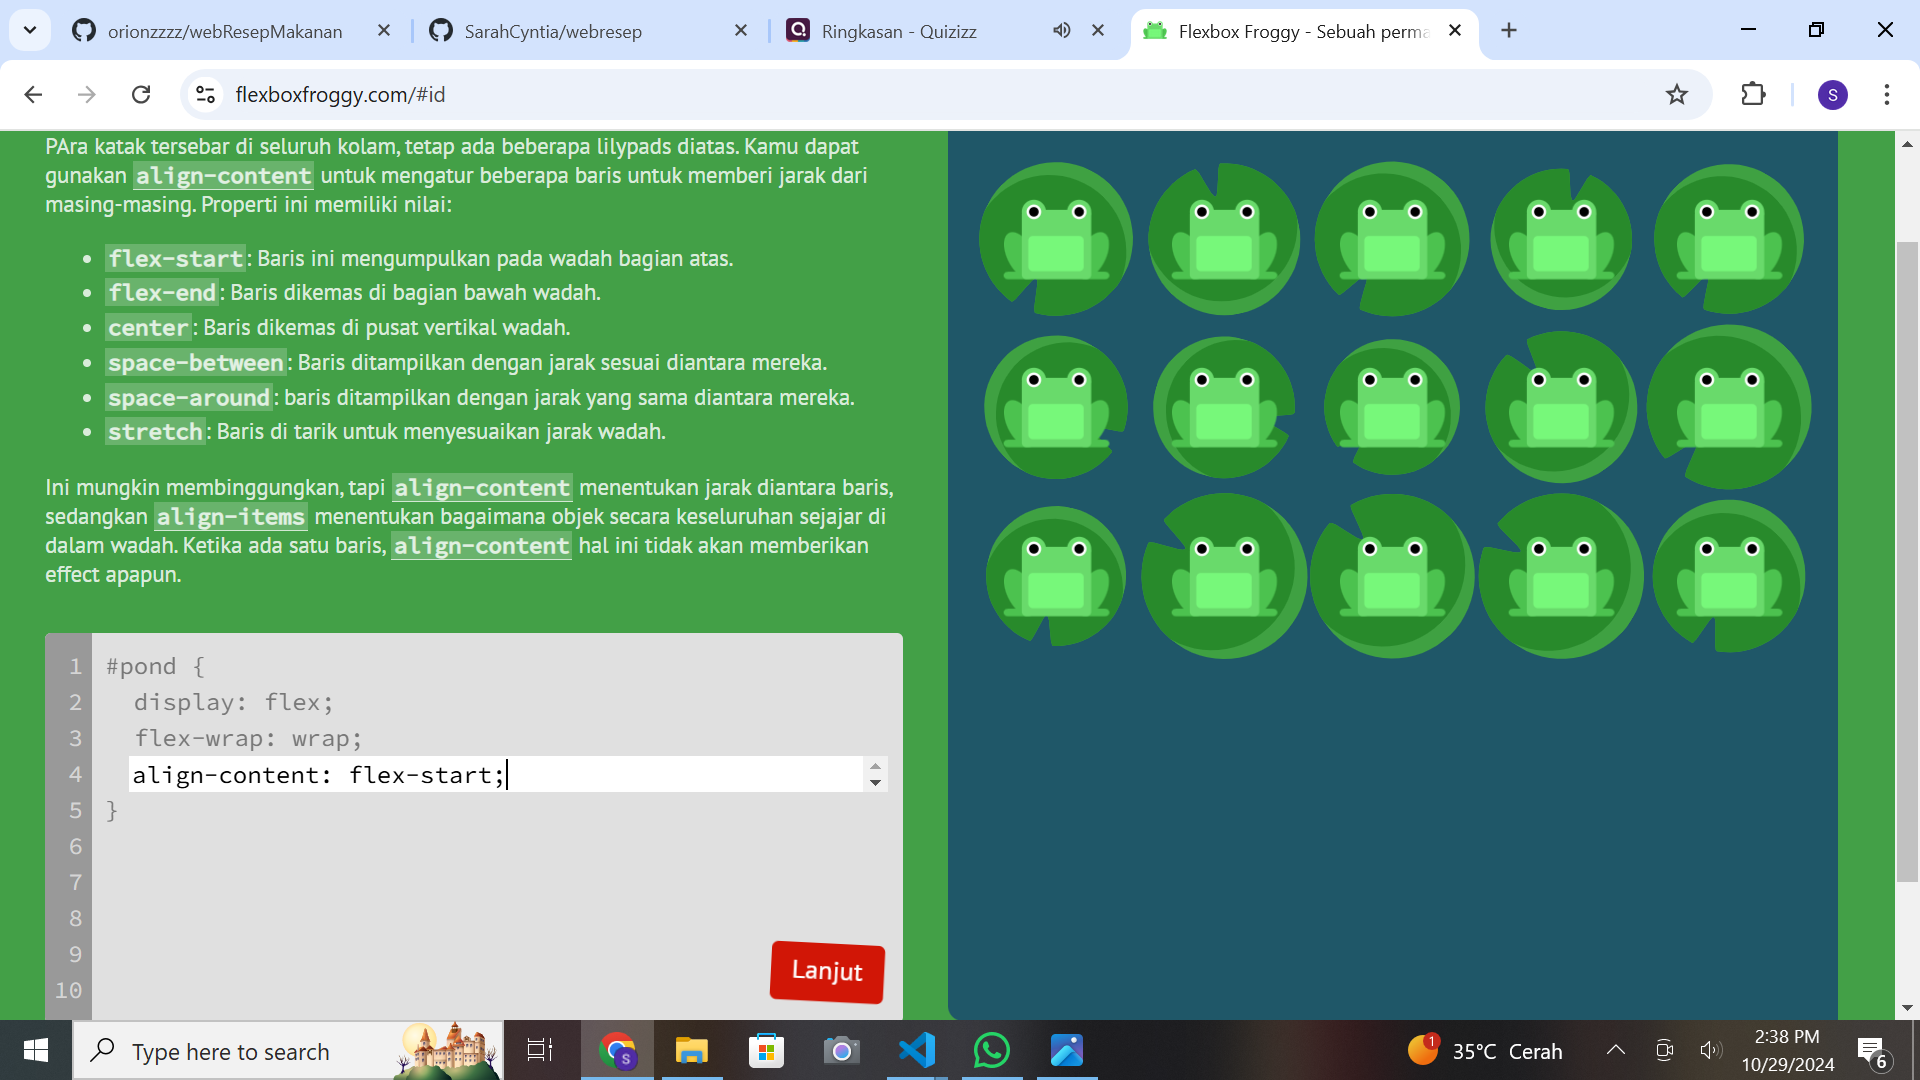 orionzzzz/webResepMakanan
SarahCyntia/webresep
Ringkasan - Quizizz
Flexbox Froggy - Sebuah perma
flexboxfroggy.com/#id
S
PAra katak tersebar di seluruh kolam, tetap ada beberapa lilypads diatas. Kamu dapat
gunakan align-content untuk mengatur beberapa baris untuk memberi jarak dari
masing-masing. Properti ini memiliki nilai:
flex-start: Baris ini mengumpulkan pada wadah bagian atas.
flex-end: Baris dikemas di bagian bawah wadah.
center: Baris dikemas di pusat vertikal wadah.
space-between: Baris ditampilkan dengan jarak sesuai diantara mereka.
space-around: baris ditampilkan dengan jarak yang sama diantara mereka.
stretch: Baris di tarik untuk menyesuaikan jarak wadah.
Ini mungkin membinggungkan, tapi align-content menentukan jarak diantara baris,
sedangkan align-items menentukan bagaimana objek secara keseluruhan sejajar di
dalam wadah. Ketika ada satu baris, align-content hal ini tidak akan memberikan
effect apapun.
1 #pond {
2 display: flex;
3 flex-wrap: wrap;
4 align-content: flex-start;
5 }
6
7
8
9
10
Lanjut
Type here to search
S
1
35°C Cerah
2:38 PM
10/29/2024
6